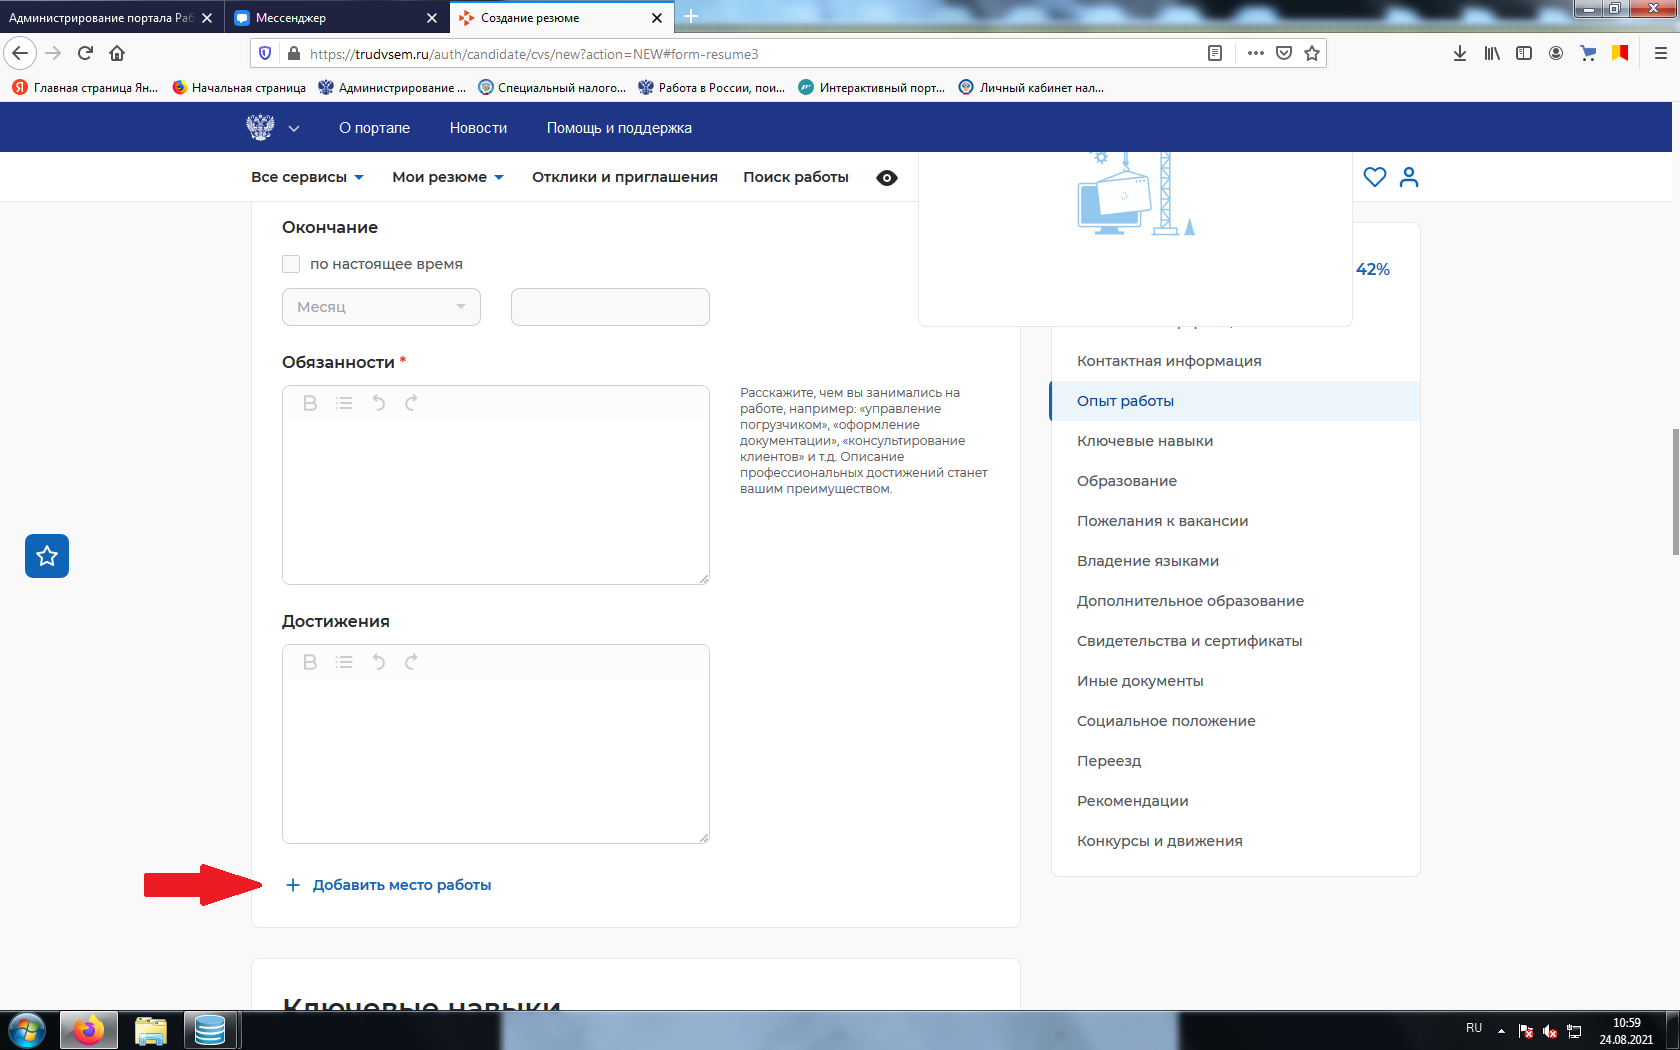 Администрирование портала Раб
Мессенджер
Создание резюме
https://trudvsem.ru/auth/candidate/cvs/new?action=NEW#form-resume3
Главная страница Ян...
Начальная страница
Администрирование ...
Специальный налого...
Работа в России, пои...
Интерактивный порт...
Личный кабинет нал...
О портале
Новости
Помощь и поддержка
Все сервисы
Мои резюме
Отклики и приглашения
Поиск работы
Окончание
по настоящее время
Месяц
Обязанности *
B
Расскажите, чем вы занимались на
работе, например: «управление
погрузчиком», «оформление
документации», «консультирование
клиентов» и т.д. Описание
профессиональных достижений станет
вашим преимуществом.
Достижения
B
+ Добавить место работы
Ключевые навыки
42%
Контактная информация
Опыт работы
Ключевые навыки
Образование
Пожелания к вакансии
Владение языками
Дополнительное образование
Свидетельства и сертификаты
Иные документы
Социальное положение
Переезд
Рекомендации
Конкурсы и движения
RU
10:59
24.08.2021